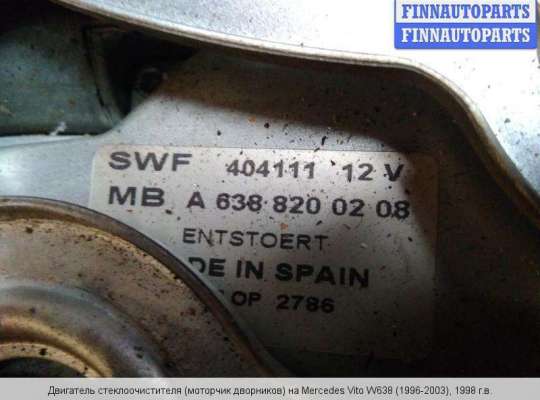 FINNAUTOPARTS
FINNAUTOPARTS
SWF 404111 12 V
MB A 638 820 02 08
ENTSTOERT
DE IN SPAIN
OP 2786
Двигатель стеклоочистителя (моторчик дворников) на Mercedes Vito W638 (1996-2003), 1998 г.в.